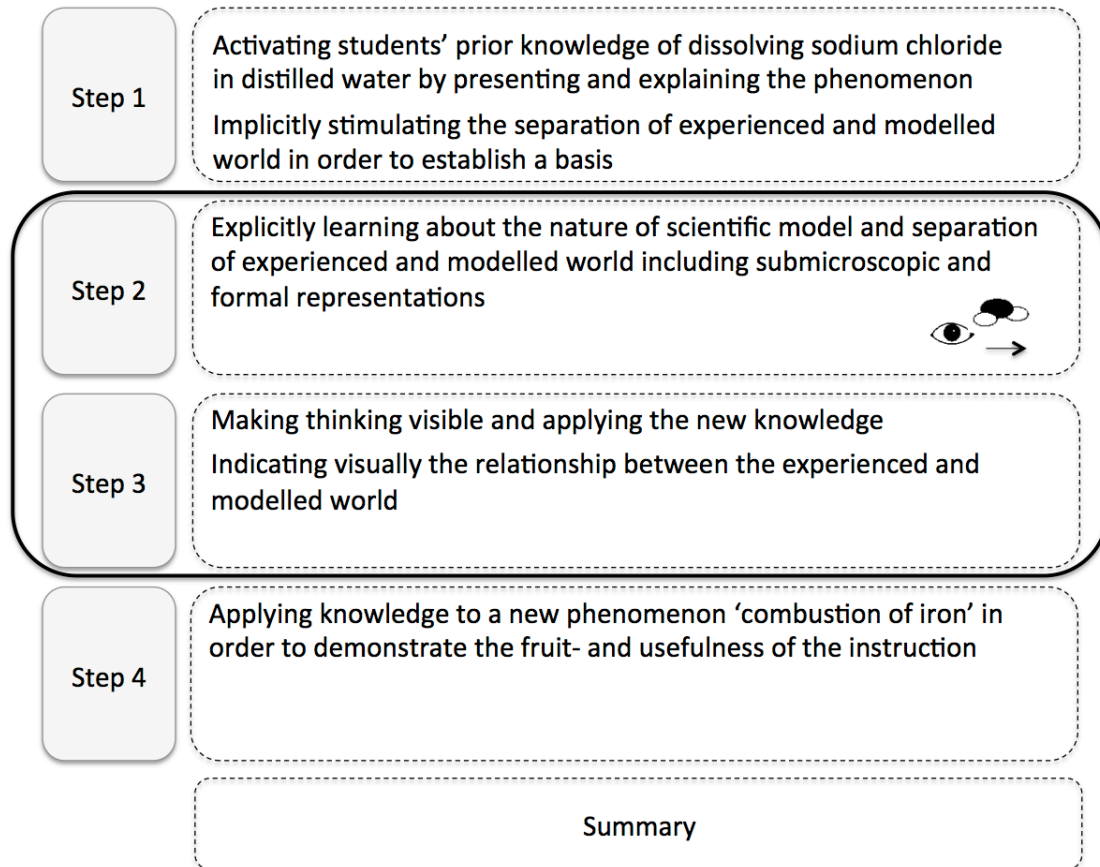 Step 1
Activating students’ prior knowledge of dissolving sodium chloride
in distilled water by presenting and explaining the phenomenon
Implicitly stimulating the separation of experienced and modelled
world in order to establish a basis
Step 2
Explicitly learning about the nature of scientific model and separation
of experienced and modelled world including submicroscopic and
formal representations
Step 3
Making thinking visible and applying the new knowledge
Indicating visually the relationship between the experienced and
modelled world
Step 4
Applying knowledge to a new phenomenon ‘combustion of iron’ in
order to demonstrate the fruit- and usefulness of the instruction
Summary